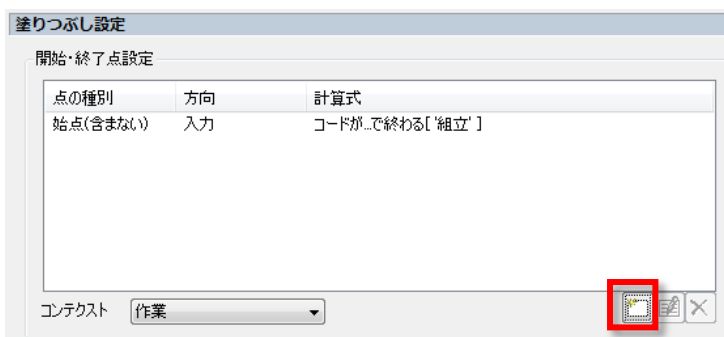 塗りつぶし設定
開始・終了点設定
点の種別 方向 計算式
始点(含まない) 入力 コードが...で終わる[ '組立' ]
コンテクスト 作業